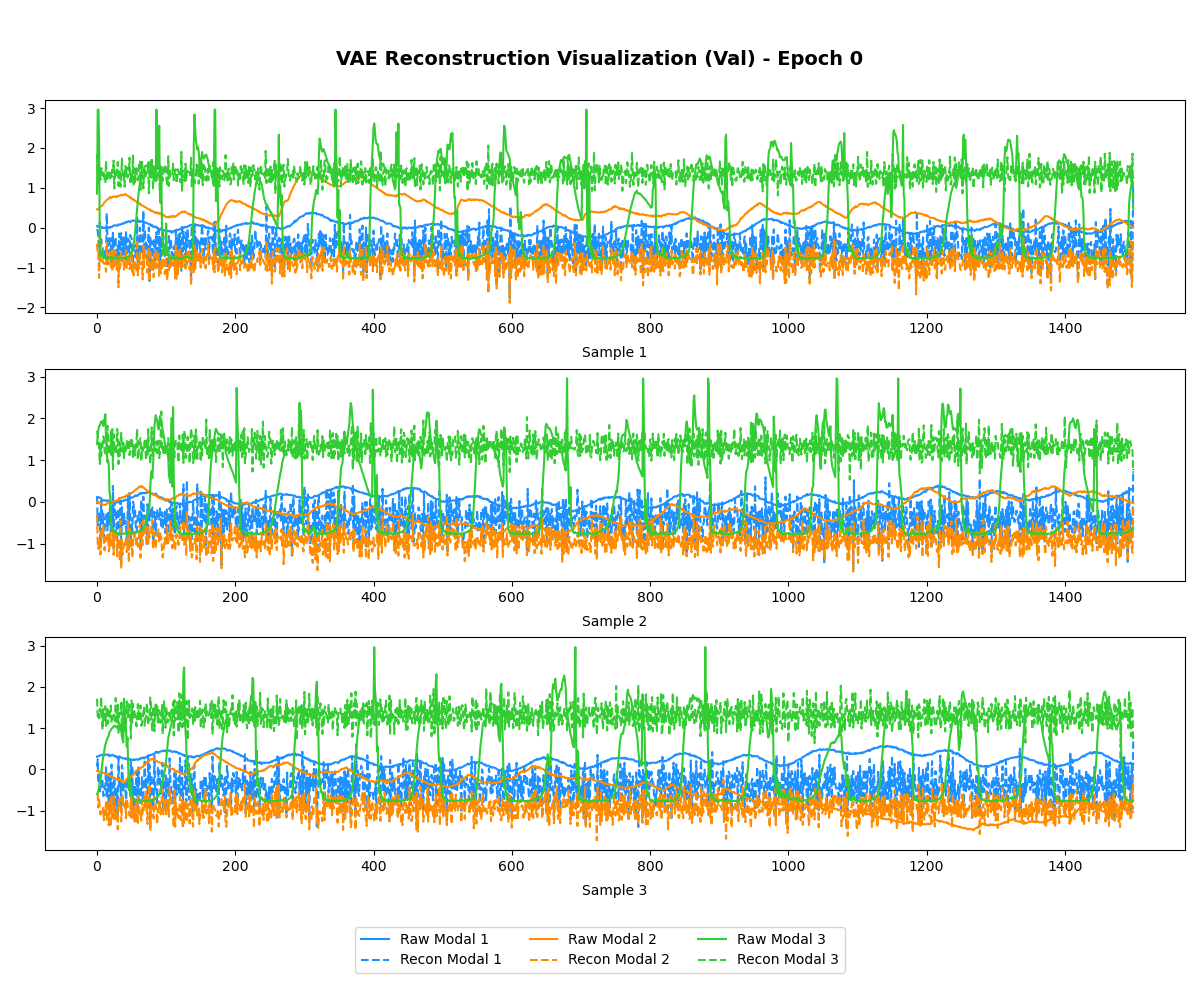 VAE Reconstruction Visualization (Val) - Epoch 0
3
2
1
0
−1
−2
0 200 400 600 800 1000 1200 1400
Sample 1
3
2
1
0
−1
0 200 400 600 800 1000 1200 1400
Sample 2
3
2
1
0
−1
0 200 400 600 800 1000 1200 1400
Sample 3
Raw Modal 1 Raw Modal 2 Raw Modal 3
Recon Modal 1 Recon Modal 2 Recon Modal 3